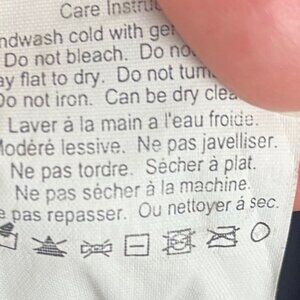 Care Instruc
ndwash cold with ger
Do not bleach. Do no
ay flat to dry. Do not tum
Do not iron. Can be dry clea
Laver à la main a l'eau froide.
Modéré lessive. Ne pas javelliser.
Ne pas tordre. Sécher à plat.
Ne pas sécher à la machine.
e pas repasser. Ou nettoyer á sec.